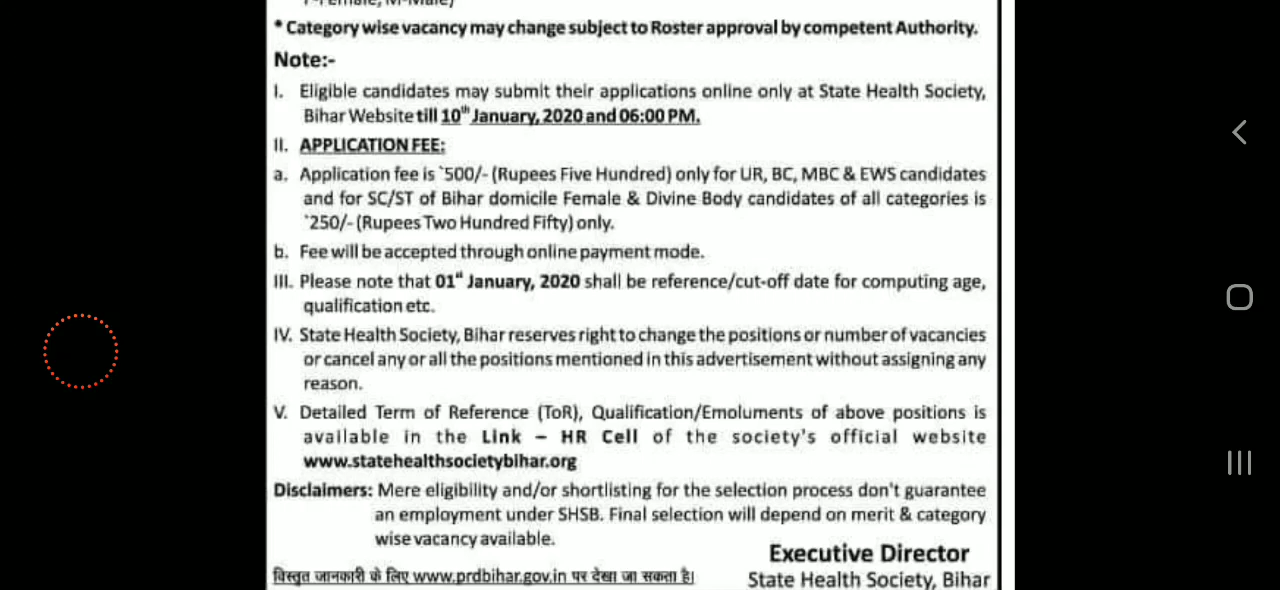 * Category wise vacancy may change subject to Roster approval by competent Authority.
Note:-
I. Eligible candidates may submit their applications online only at State Health Society,
Bihar Website till 10th January, 2020 and 06:00 PM.
II. APPLICATION FEE:
a. Application fee is `500/- (Rupees Five Hundred) only for UR, BC, MBC & EWS candidates
and for SC/ST of Bihar domicile Female & Divine Body candidates of all categories is
`250/- (Rupees Two Hundred Fifty) only.
b. Fee will be accepted through online payment mode.
III. Please note that 01st January, 2020 shall be reference/cut-off date for computing age,
qualification etc.
IV. State Health Society, Bihar reserves right to change the positions or number of vacancies
or cancel any or all the positions mentioned in this advertisement without assigning any
reason.
V. Detailed Term of Reference (ToR), Qualification/Emoluments of above positions is
available in the Link – HR Cell of the society's official website
www.statehealthsocietybihar.org
Disclaimers: Mere eligibility and/or shortlisting for the selection process don't guarantee
an employment under SHSB. Final selection will depend on merit & category
wise vacancy available.
Executive Director
State Health Society, Bihar
विस्तृत जानकारी के लिए www.prdbihar.gov.in पर देखा जा सकता है।